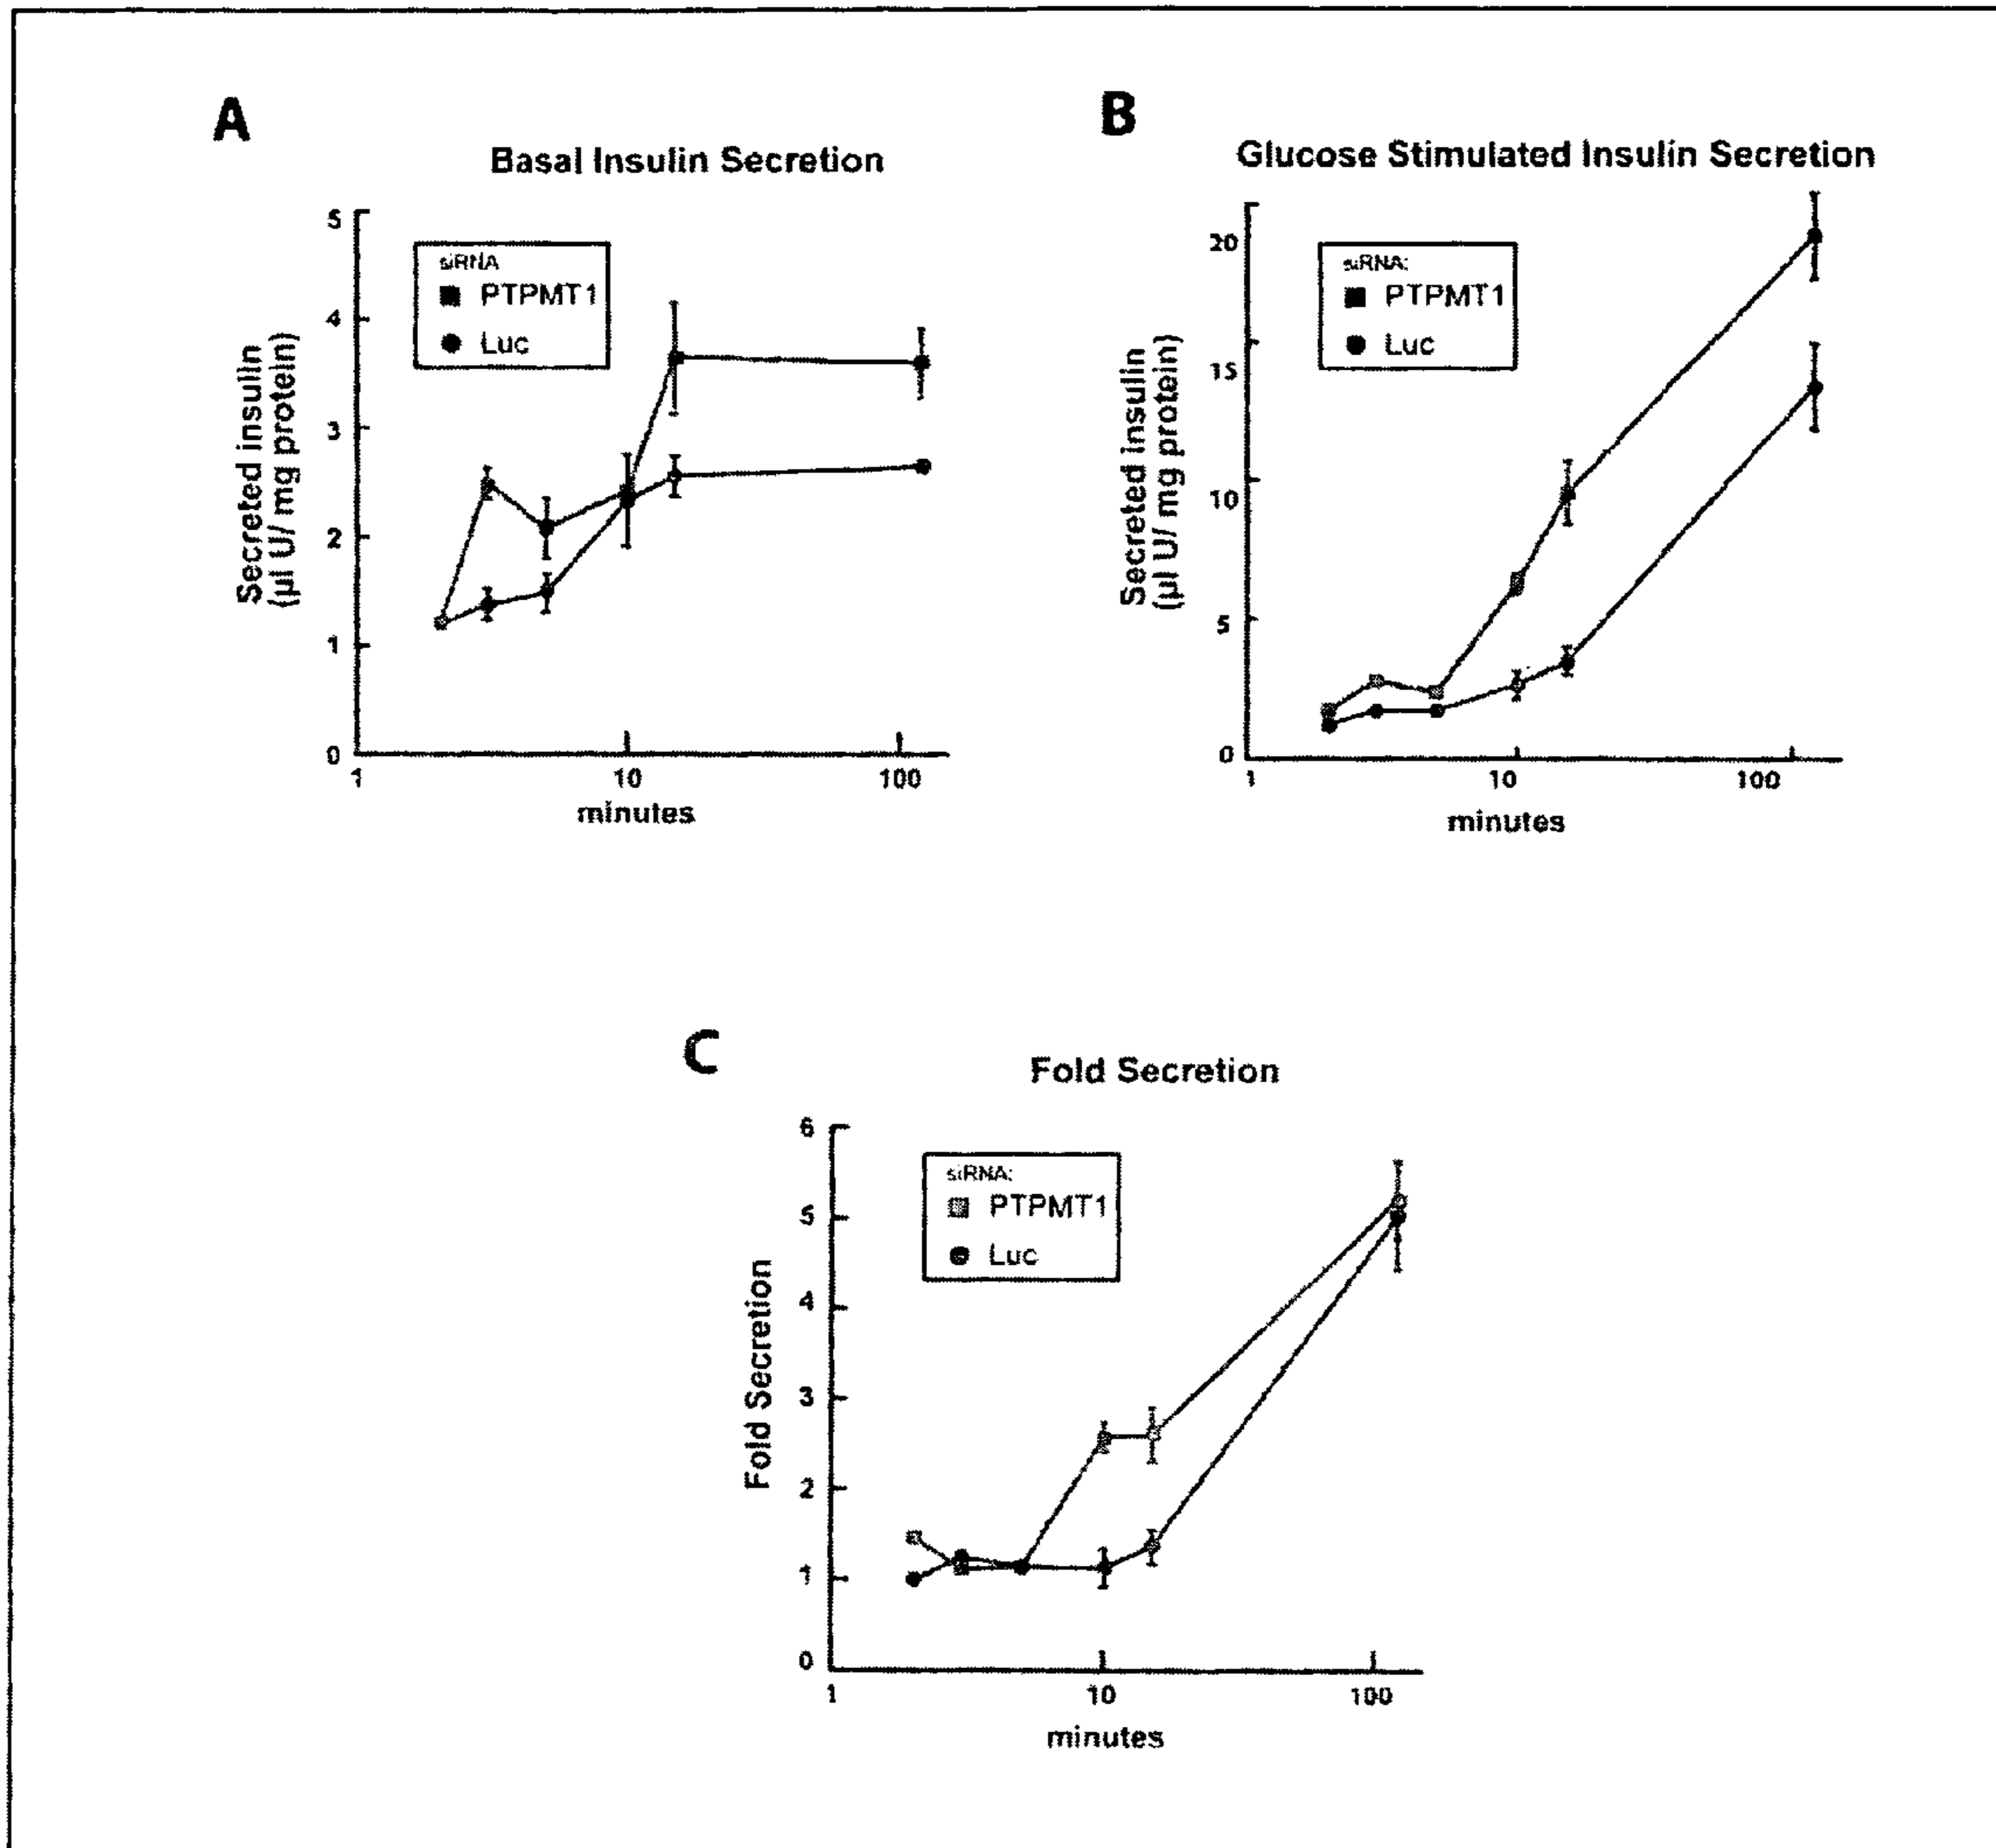 A
Basal Insulin Secretion
5
4
3
2
1
0
siRNA
PTPMT1
Luc
Secreted insulin
(µl U/ mg protein)
1
10
100
minutes
B
Glucose Stimulated Insulin Secretion
20
15
10
5
0
siRNA:
PTPMT1
Luc
Secreted insulin
(µl U/ mg protein)
1
10
100
minutes
C
Fold Secretion
6
5
4
3
2
1
0
siRNA:
PTPMT1
Luc
Fold Secretion
1
10
100
minutes